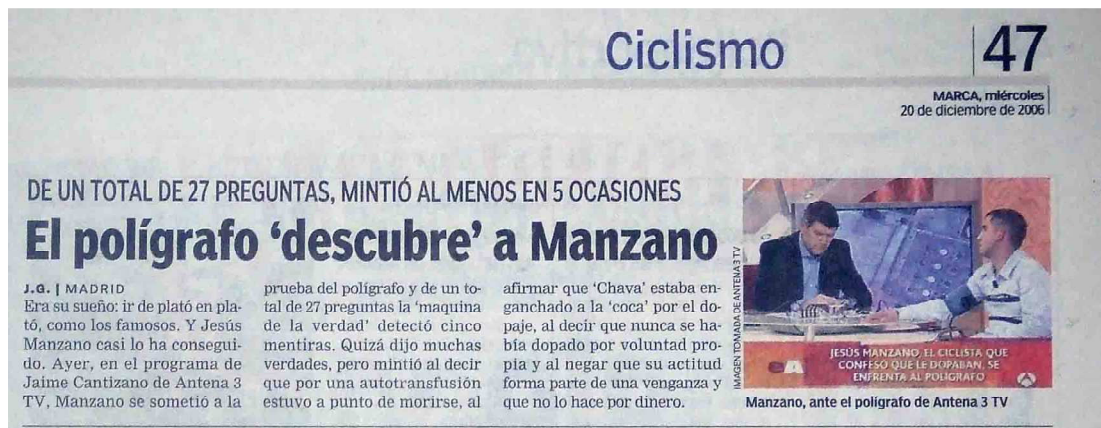 Ciclismo
47
MARCA, miércoles
20 de diciembre de 2006
DE UN TOTAL DE 27 PREGUNTAS, MINTIÓ AL MENOS EN 5 OCASIONES
El polígrafo ‘descubre’ a Manzano
J.G. | MADRID
Era su sueño: ir de plató en pla-
tó, como los famosos. Y Jesús
Manzano casi lo ha consegui-
do. Ayer, en el programa de
Jaime Cantizano de Antena 3
TV, Manzano se sometió a la
prueba del polígrafo y de un to-
tal de 27 preguntas la ‘maquina
de la verdad’ detectó cinco
mentiras. Quizá dijo muchas
verdades, pero mintió al decir
que por una autotransfusión
estuvo a punto de morirse, al
afirmar que ‘Chava’ estaba en-
ganchado a la ‘coca’ por el do-
paje, al decir que nunca se ha-
bía dopado por voluntad pro-
pia y al negar que su actitud
forma parte de una venganza y
que no lo hace por dinero.
IMAGEN TOMADA DE ANTENA 3 TV
JESÚS MANZANO, EL CICLISTA QUE
CONFESÓ QUE LE DOPABAN, SE
ENFRENTA AL POLÍGRAFO
Manzano, ante el polígrafo de Antena 3 TV